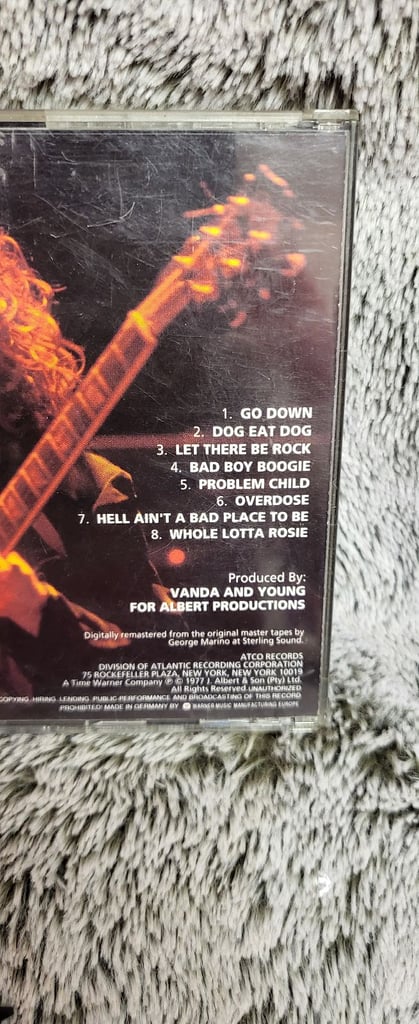 1. GO DOWN
2. DOG EAT DOG
3. LET THERE BE ROCK
4. BAD BOY BOOGIE
5. PROBLEM CHILD
6. OVERDOSE
7. HELL AIN'T A BAD PLACE TO BE
8. WHOLE LOTTA ROSIE
Produced By:
VANDA AND YOUNG
FOR ALBERT PRODUCTIONS
Digitally remastered from the original master tapes by
George Marino at Sterling Sound.
ATCO RECORDS
DIVISION OF ATLANTIC RECORDING CORPORATION
75 ROCKEFELLER PLAZA, NEW YORK, NEW YORK 10019
A Time Warner Company ℗ © 1977 J. Albert & Son (Pty) Ltd.
All Rights Reserved. UNAUTHORIZED
COPYING, HIRING, LENDING, PUBLIC PERFORMANCE AND BROADCASTING OF THIS RECORD
PROHIBITED! MADE IN GERMANY BY WARNER MUSIC MANUFACTURING EUROPE